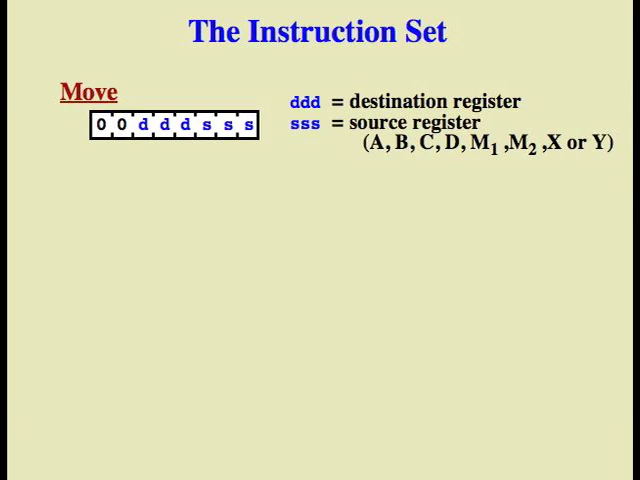 The Instruction Set
Move
0 0 d d d s s s
ddd = destination register
sss = source register
(A, B, C, D, M1 ,M2 ,X or Y)